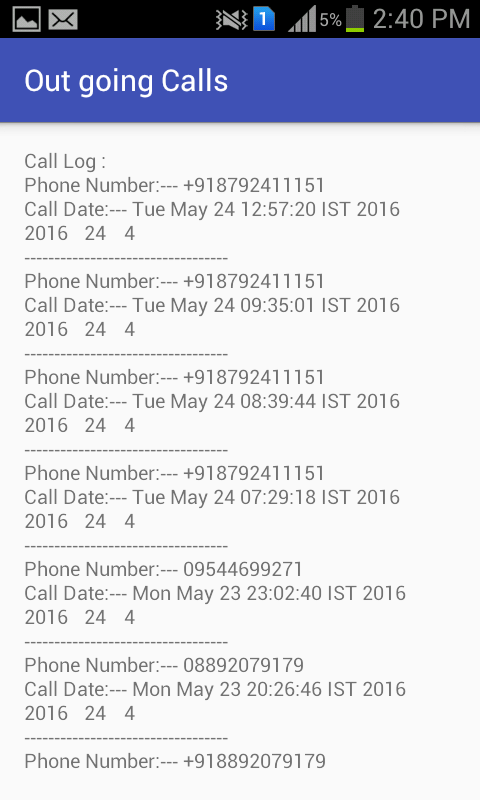 1 5% 2:40 PM
Out going Calls
Call Log :
Phone Number:--- +918792411151
Call Date:--- Tue May 24 12:57:20 IST 2016
2016 24 4
----------------------------------
Phone Number:--- +918792411151
Call Date:--- Tue May 24 09:35:01 IST 2016
2016 24 4
----------------------------------
Phone Number:--- +918792411151
Call Date:--- Tue May 24 08:39:44 IST 2016
2016 24 4
----------------------------------
Phone Number:--- +918792411151
Call Date:--- Tue May 24 07:29:18 IST 2016
2016 24 4
----------------------------------
Phone Number:--- 09544699271
Call Date:--- Mon May 23 23:02:40 IST 2016
2016 24 4
----------------------------------
Phone Number:--- 08892079179
Call Date:--- Mon May 23 20:26:46 IST 2016
2016 24 4
----------------------------------
Phone Number:--- +918892079179